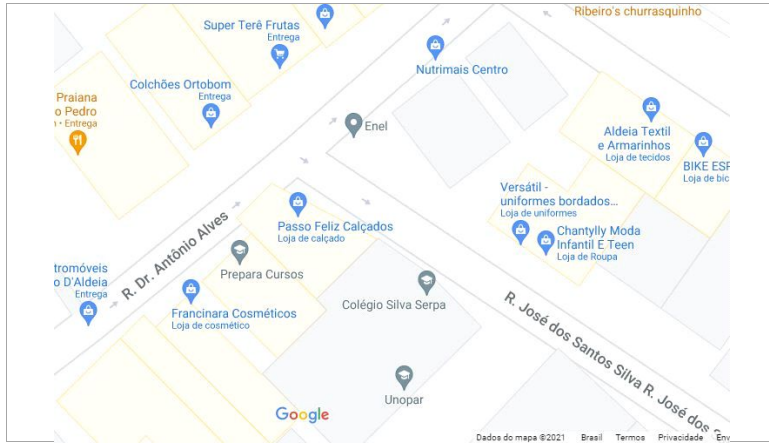 Ribeiro's churrasquinho
Super Terê Frutas
Entrega
Nutrimais Centro
Colchões Ortobom
Entrega
Praiana
o Pedro
• Entrega
Enel
Aldeia Textil
e Armarinhos
Loja de tecidos
BIKE ESP
Loja de bic
Versátil -
uniformes bordados...
Loja de uniformes
Chantylly Moda
Infantil E Teen
Loja de Roupa
Passo Feliz Calçados
Loja de calçado
R. Dr. Antônio Alves
Prepara Cursos
tromóveis
o D'Aldeia
Entrega
Francinara Cosméticos
Loja de cosmético
Colégio Silva Serpa
R. José dos Santos Silva R. José dos S
Unopar
Google
Dados do mapa ©2021 Brasil Termos Privacidade Env